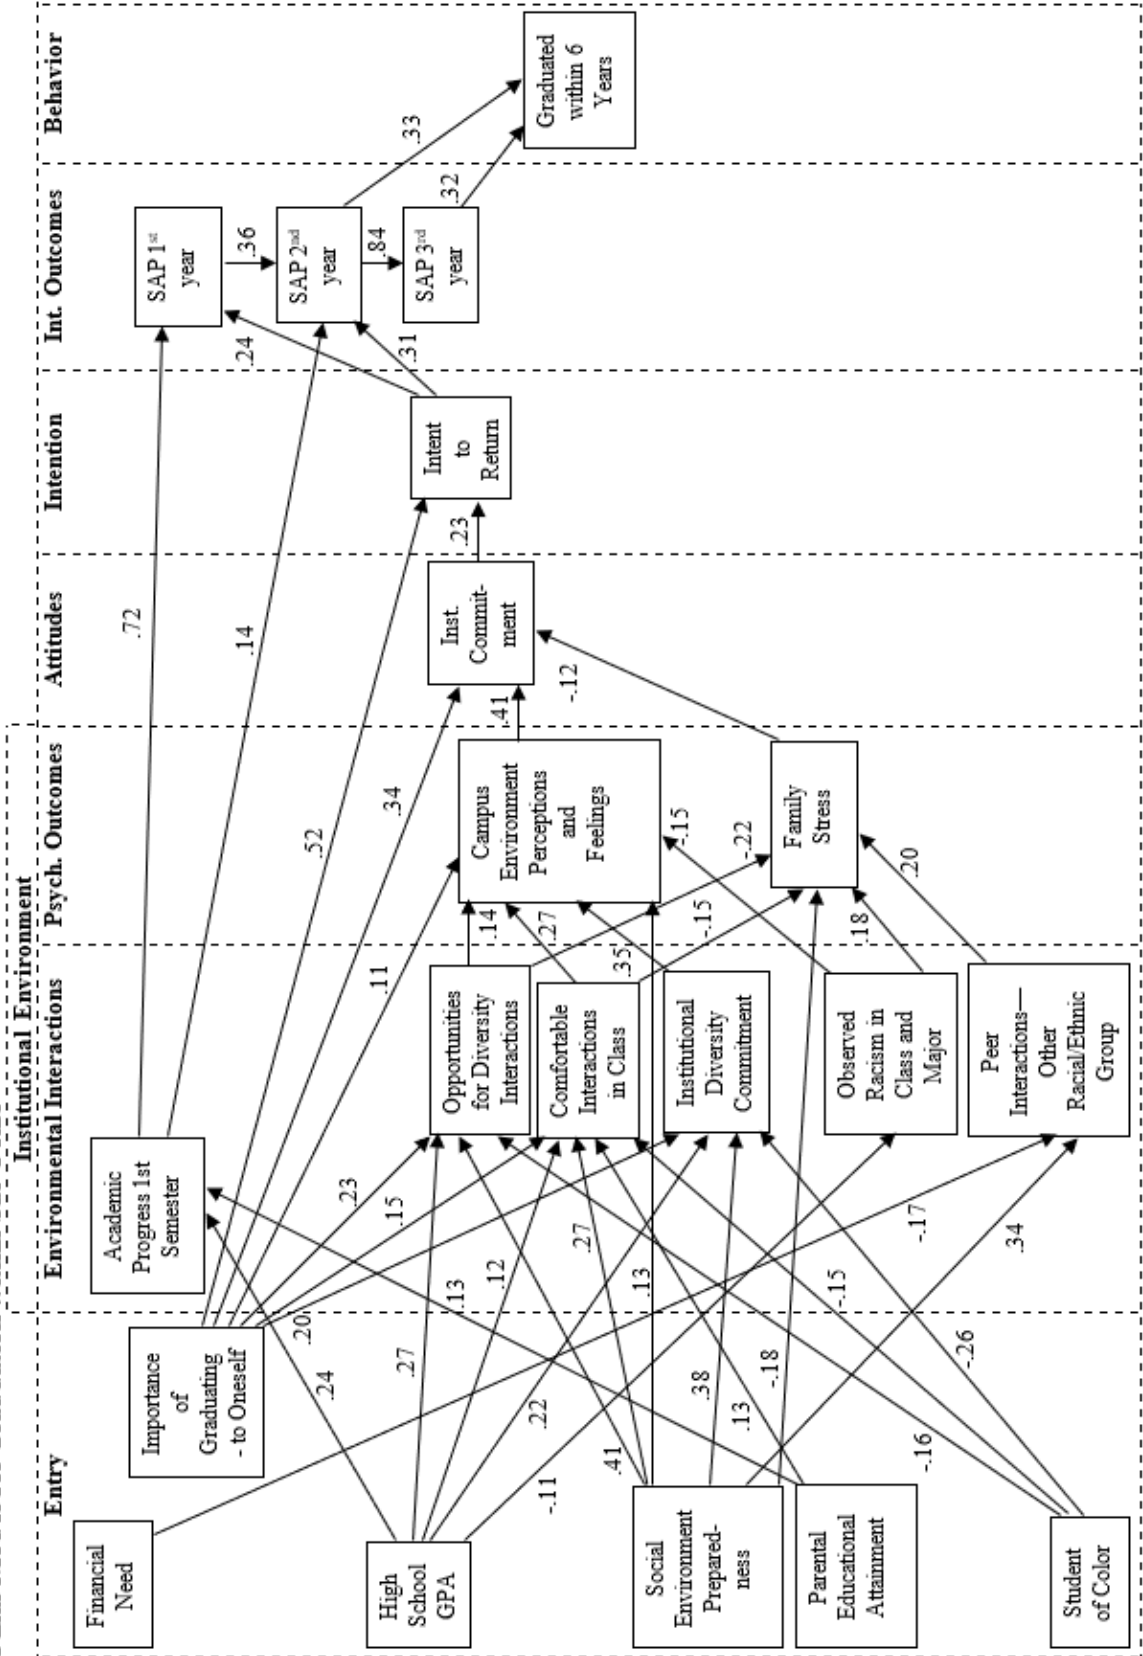 Institutional Environment
Entry
Environmental Interactions
Psych. Outcomes
Attitudes
Intention
Int. Outcomes
Behavior
Financial
Need
Importance
of
Graduating
- to Oneself
High
School
GPA
Social
Environment
Prepared-
ness
Parental
Educational
Attainment
Student
of Color
Academic
Progress 1st
Semester
Opportunities
for Diversity
Interactions
Comfortable
Interactions
in Class
Institutional
Diversity
Commitment
Observed
Racism in
Class and
Major
Peer
Interactions—
Other
Racial/Ethnic
Group
Campus
Environment
Perceptions
and
Feelings
Family
Stress
Inst.
Commit-
ment
Intent
to
Return
SAP 1st
year
SAP 2nd
year
SAP 3rd
year
Graduated
within 6
Years
.72
.14
.52
.34
.11
.23
.15
.20
.24
.27
.12
.22
-.11
.13
.27
.41
.13
.38
-.18
.13
-.17
.34
-.15
-.26
-.16
.14
.27
.35
-.15
-.15
-.22
.18
.20
.41
-.12
.23
.24
.31
.36
.84
.33
.32